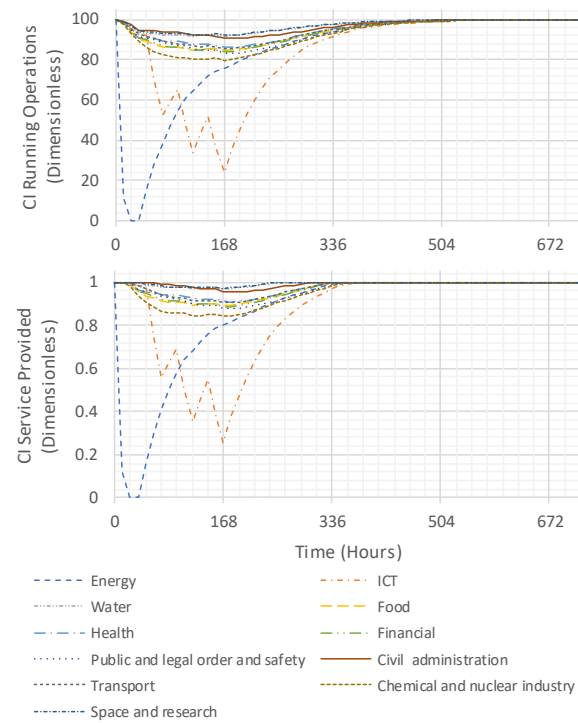 CI Running Operations
(Dimensionless)
100
80
60
40
20
0
0 168 336 504 672
CI Service Provided
(Dimensionless)
1
0.8
0.6
0.4
0.2
0
0 168 336 504 672
Time (Hours)
Energy ICT
Water Food
Health Financial
Public and legal order and safety Civil administration
Transport Chemical and nuclear industry
Space and research